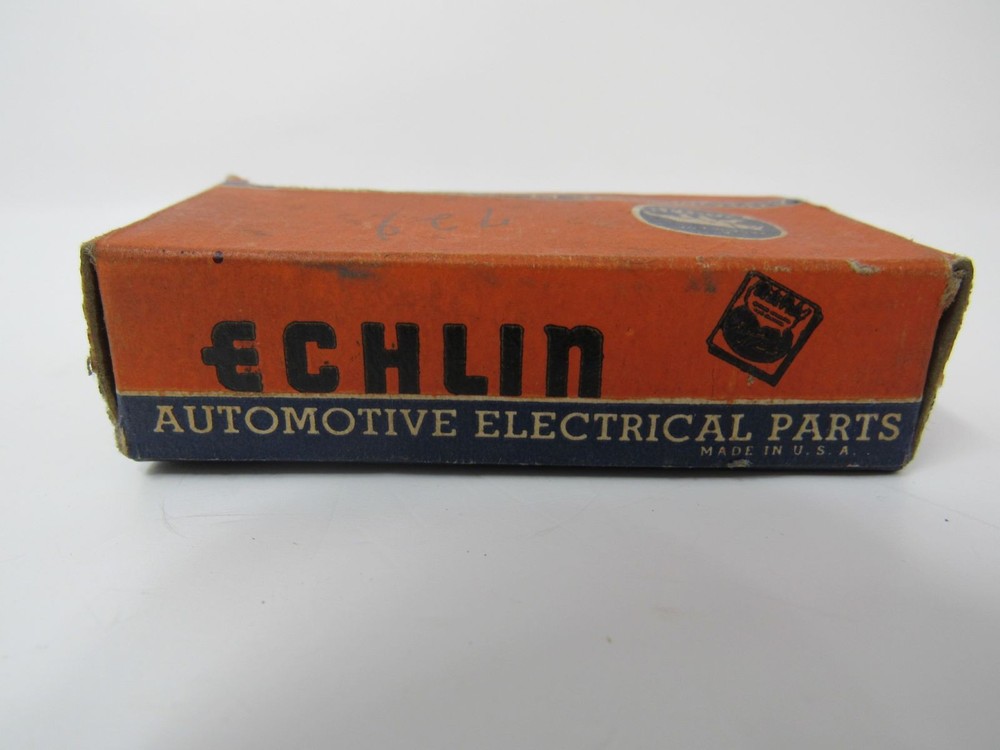 ECHLIN
AUTOMOTIVE ELECTRICAL PARTS
MADE IN U.S.A.